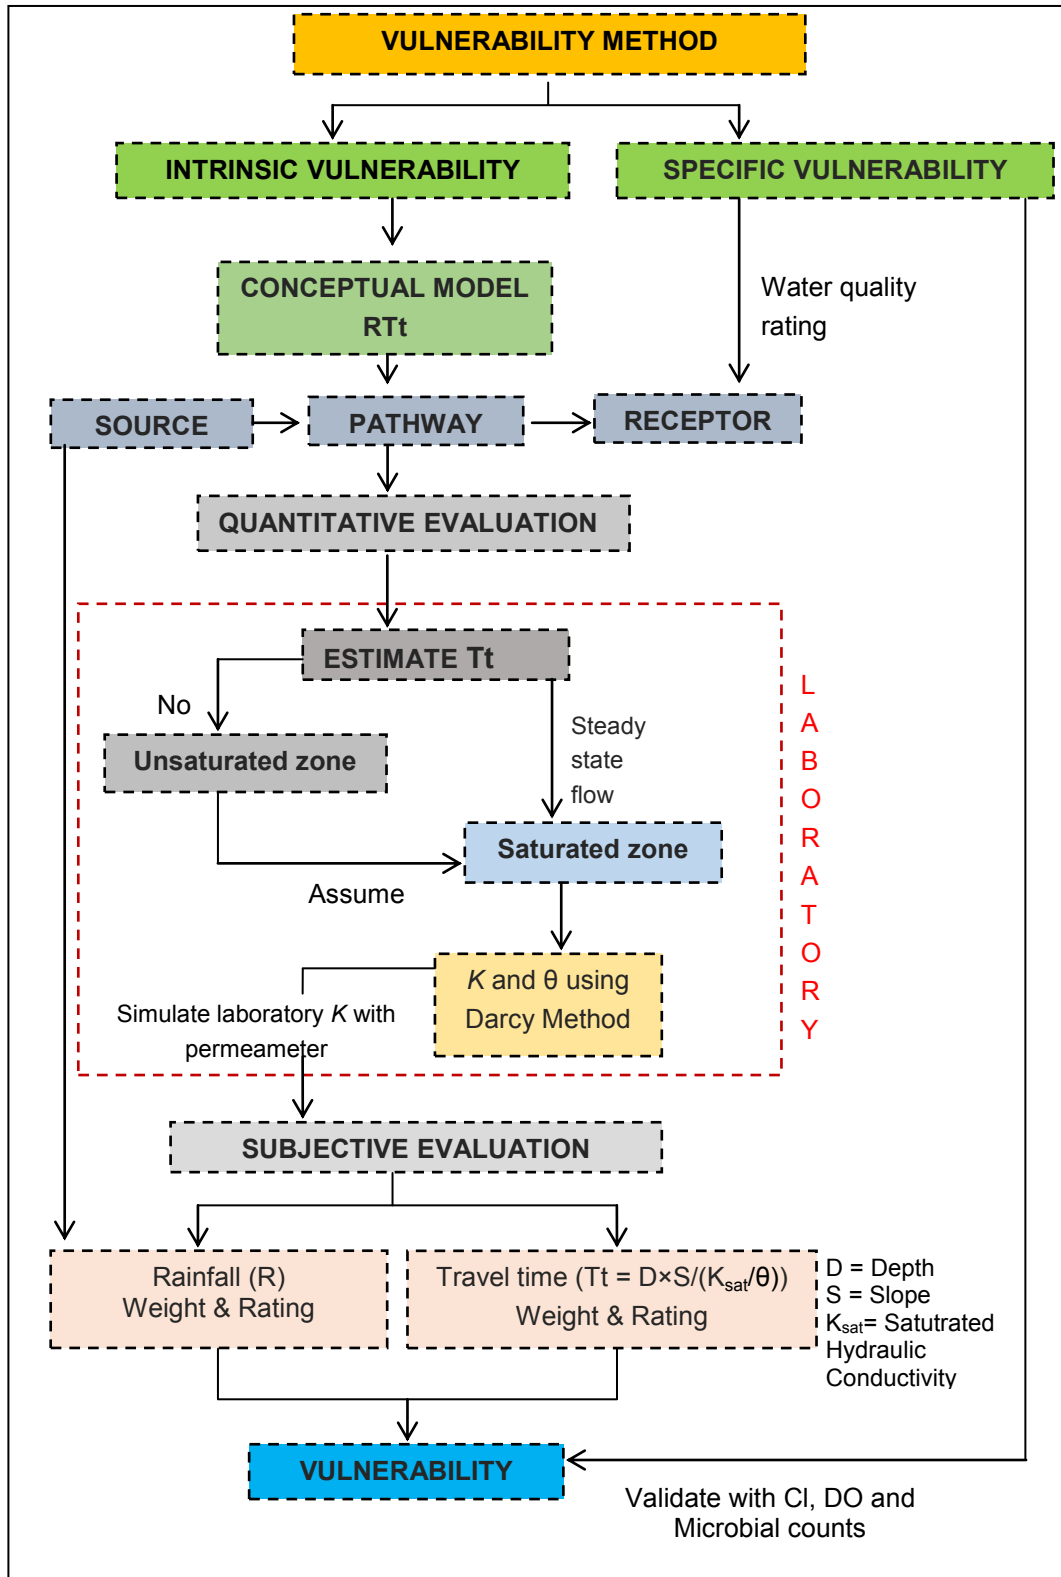 VULNERABILITY METHOD
INTRINSIC VULNERABILITY
SPECIFIC VULNERABILITY
CONCEPTUAL MODEL
RTt
Water quality
rating
SOURCE
PATHWAY
RECEPTOR
QUANTITATIVE EVALUATION
ESTIMATE Tt
No
Steady
state
flow
Unsaturated zone
Saturated zone
Assume
K and θ using
Darcy Method
Simulate laboratory K with
permeameter
L
A
B
O
R
A
T
O
R
Y
SUBJECTIVE EVALUATION
Rainfall (R)
Weight & Rating
Travel time (Tt = D×S/(Ksat/θ))
Weight & Rating
D = Depth
S = Slope
Ksat= Satutrated
Hydraulic
Conductivity
VULNERABILITY
Validate with Cl, DO and
Microbial counts